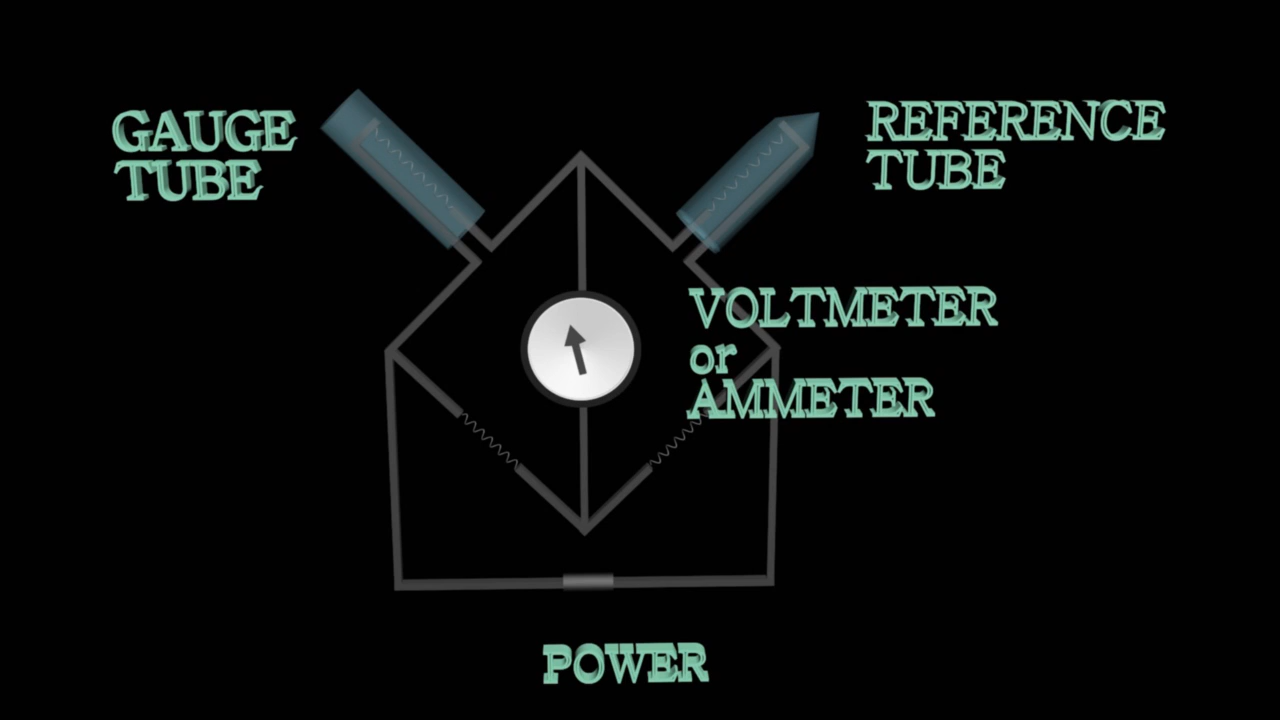 GAUGE
TUBE
REFERENCE
TUBE
VOLTMETER
or
AMMETER
POWER